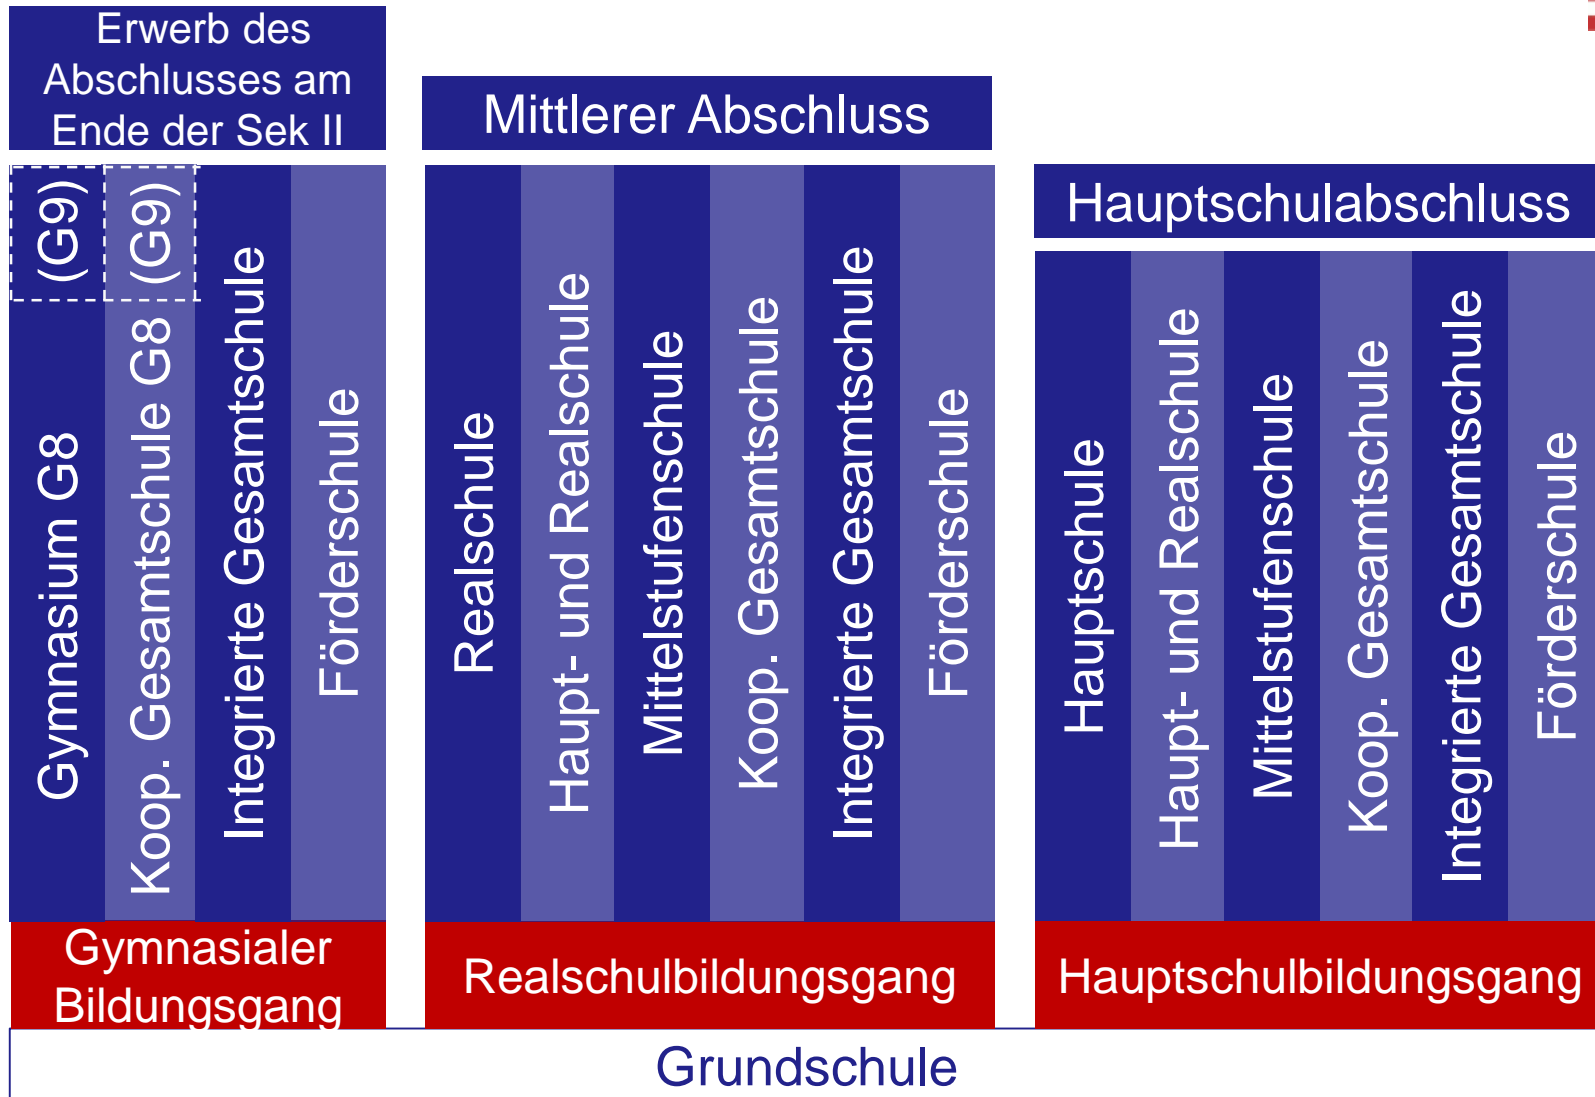 Erwerb des
Abschlusses am
Ende der Sek II
Mittlerer Abschluss
Hauptschulabschluss
(G9)
(G9)
Gymnasium G8
Koop. Gesamtschule G8
Integrierte Gesamtschule
Förderschule
Realschule
Haupt- und Realschule
Mittelstufenschule
Koop. Gesamtschule
Integrierte Gesamtschule
Förderschule
Hauptschule
Haupt- und Realschule
Mittelstufenschule
Koop. Gesamtschule
Integrierte Gesamtschule
Förderschule
Gymnasialer
Bildungsgang
Realschulbildungsgang
Hauptschulbildungsgang
Grundschule